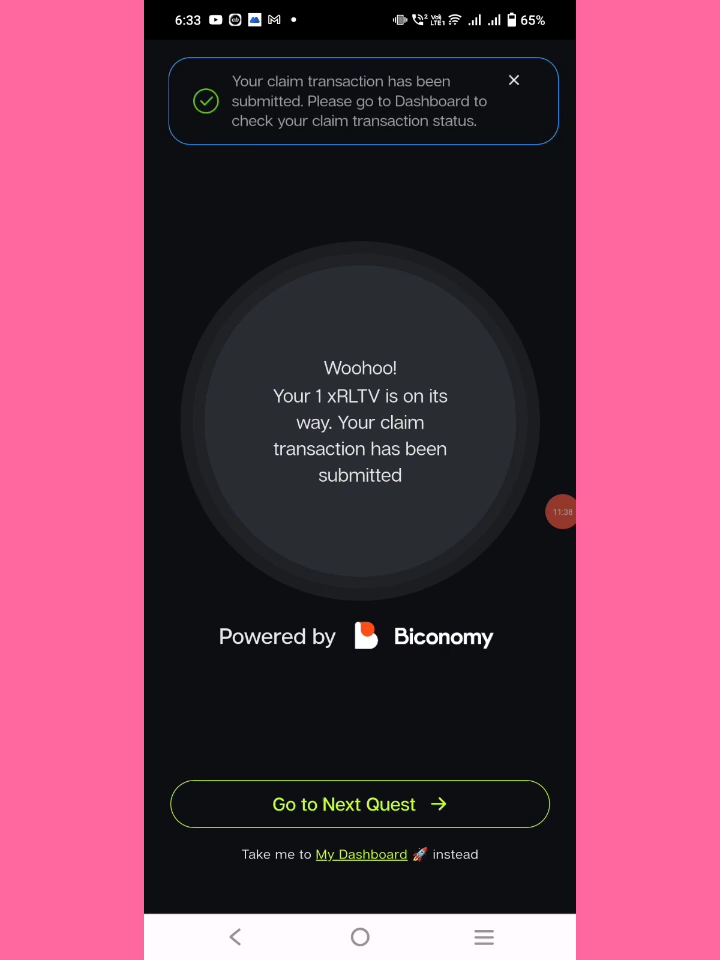 6:33 65%
Your claim transaction has been
submitted. Please go to Dashboard to
check your claim transaction status.
Woohoo!
Your 1 xRLTV is on its
way. Your claim
transaction has been
submitted
11:38
Powered by Biconomy
Go to Next Quest →
Take me to My Dashboard 🚀 instead